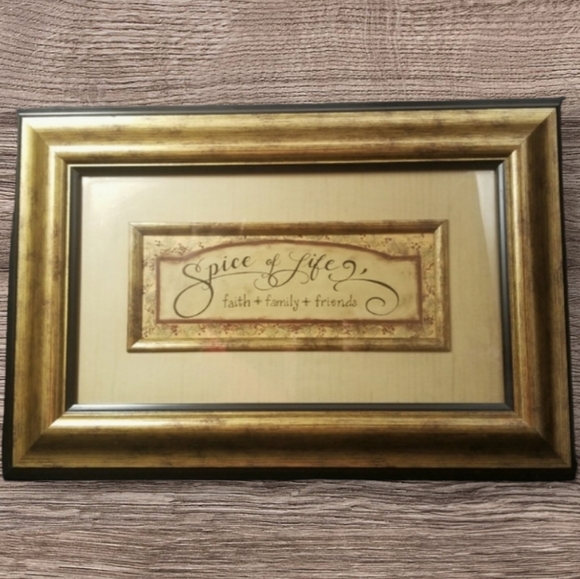 Spice of Life
faith + family + friends